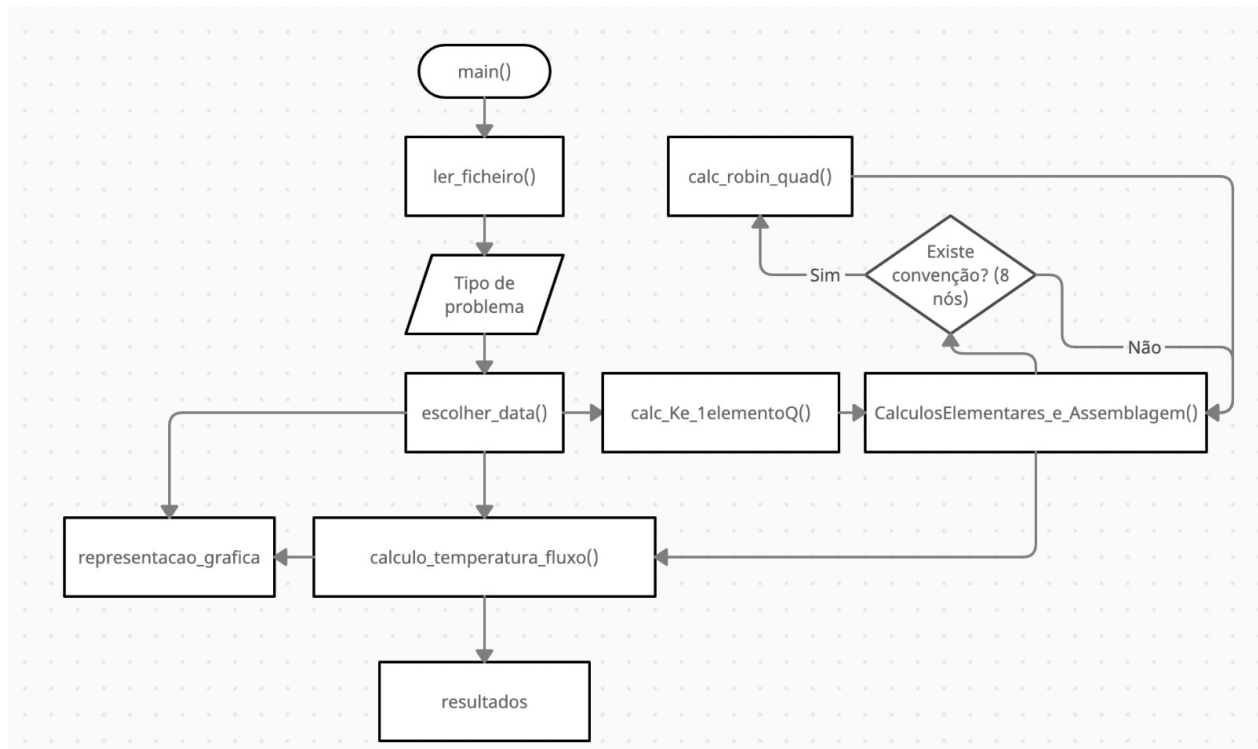 main()
ler_ficheiro()
calc_robin_quad()
Tipo de
problema
Existe
convenção? (8
nós)
Sim
Não
escolher_data()
calc_Ke_1elementoQ()
CalculosElementares_e_Assemblagem()
representacao_grafica
calculo_temperatura_fluxo()
resultados